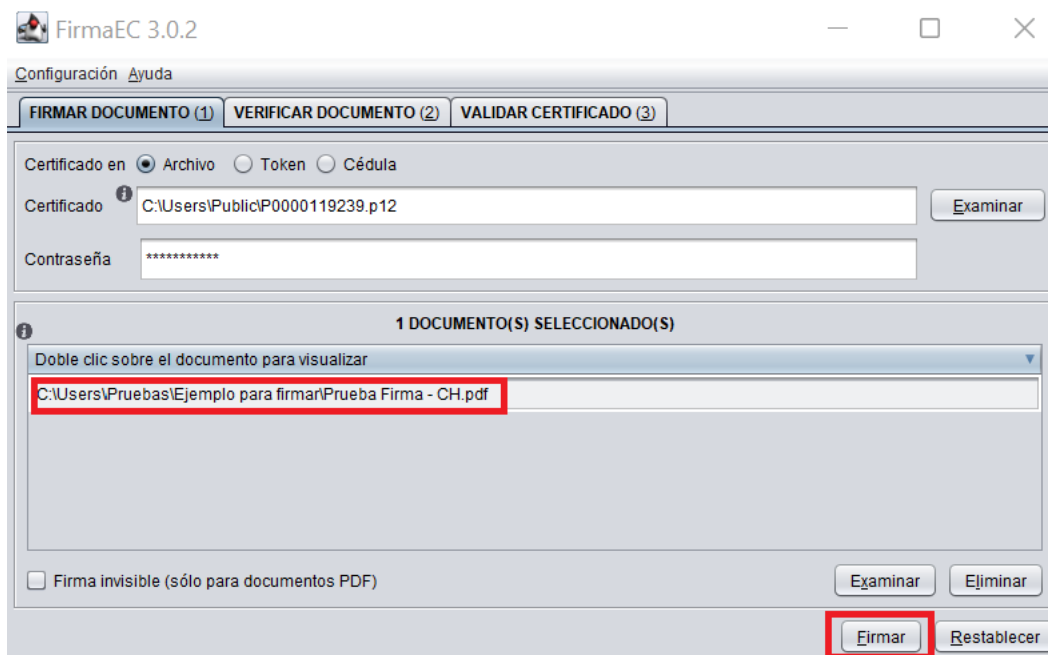 FirmaEC 3.0.2
Configuración Ayuda
FIRMAR DOCUMENTO (1) VERIFICAR DOCUMENTO (2) VALIDAR CERTIFICADO (3)
Certificado en Archivo Token Cédula
Certificado C:\Users\Public\P0000119239.p12 Examinar
Contraseña ***********
1 DOCUMENTO(S) SELECCIONADO(S)
Doble clic sobre el documento para visualizar
C:\Users\Pruebas\Ejemplo para firmar\Prueba Firma - CH.pdf
Firma invisible (sólo para documentos PDF) Examinar Eliminar
Firmar Restablecer